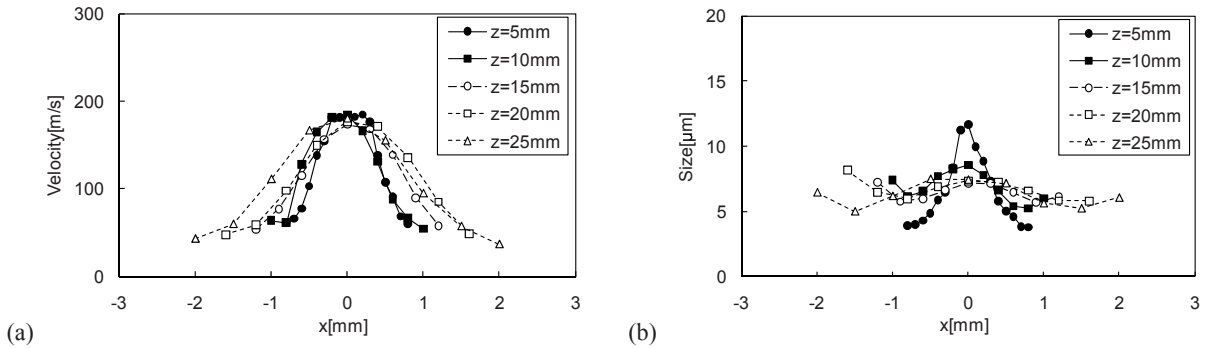 (a)
Velocity[m/s]
300
200
100
0
-3 -2 -1 0 1 2 3
x[mm]
z=5mm
z=10mm
z=15mm
z=20mm
z=25mm
(b)
Size[µm]
20
15
10
5
0
-3 -2 -1 0 1 2 3
x[mm]
z=5mm
z=10mm
z=15mm
z=20mm
z=25mm